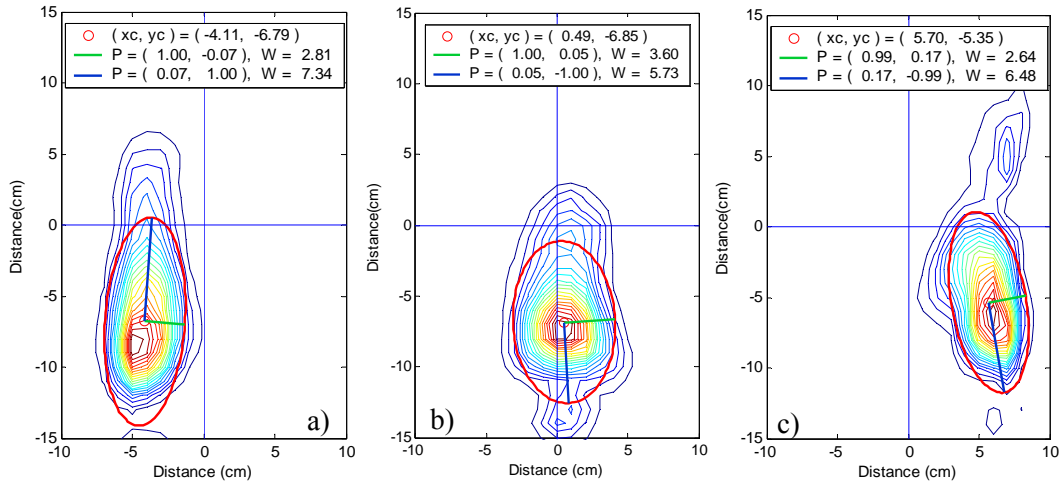 ( xc, yc ) = ( -4.11, -6.79 )
P = ( 1.00, -0.07 ), W = 2.81
P = ( 0.07, 1.00 ), W = 7.34
15
10
5
0
-5
-10
-15
Distance(cm)
-10
-5
0
5
10
Distance (cm)
a)
( xc, yc ) = ( 0.49, -6.85 )
P = ( 1.00, 0.05 ), W = 3.60
P = ( 0.05, -1.00 ), W = 5.73
15
10
5
0
-5
-10
-15
Distance(cm)
-10
-5
0
5
10
Distance (cm)
b)
( xc, yc ) = ( 5.70, -5.35 )
P = ( 0.99, 0.17 ), W = 2.64
P = ( 0.17, -0.99 ), W = 6.48
15
10
5
0
-5
-10
-15
Distance(cm)
-10
-5
0
5
10
Distance (cm)
c)